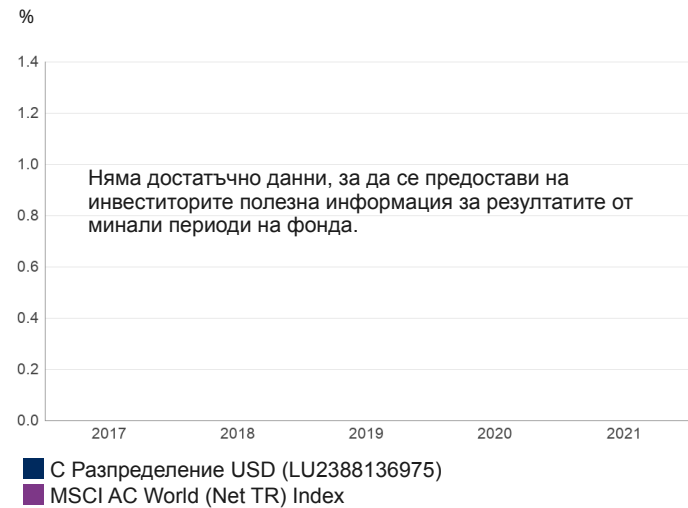 %
1.4
1.2
1.0
Няма достатъчно данни, за да се предостави на
инвеститорите полезна информация за резултатите от
0.8
минали периоди на фонда.
0.6
0.4
0.2
0.0
2017 2018 2019 2020 2021
C Разпределение USD (LU2388136975)
MSCI AC World (Net TR) Index